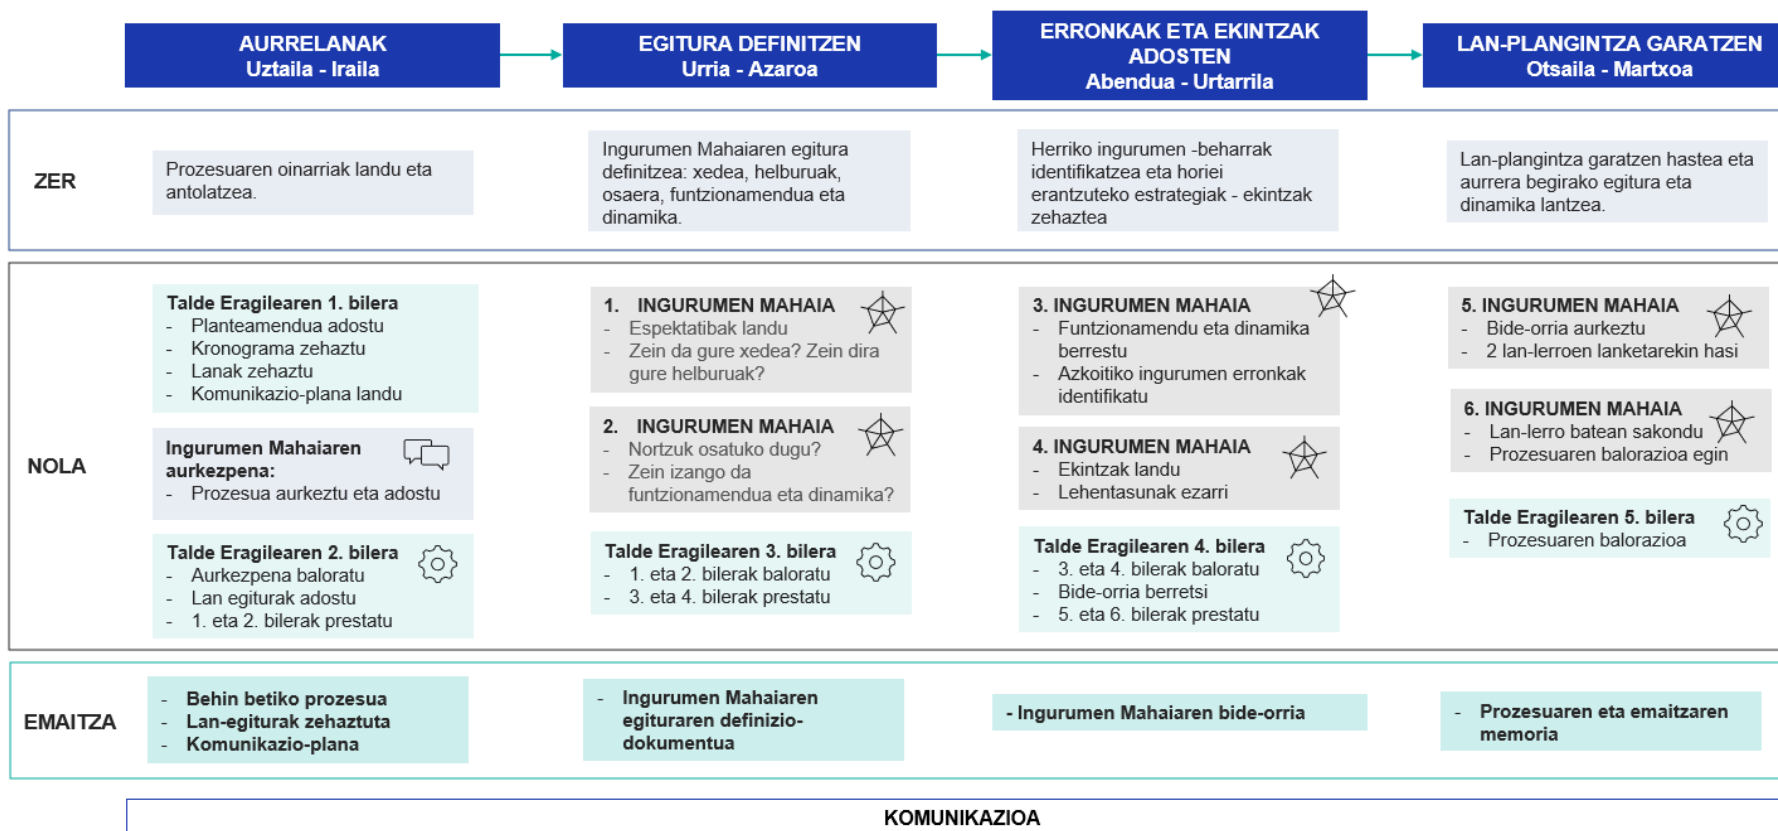 AURRELANAK
Uztaila - Iraila
EGITURA DEFINITZEN
Urria - Azaroa
ERRONKAK ETA EKINTZAK
ADOSTEN
Abendua - Urtarrila
LAN-PLANGINTZA GARATZEN
Otsaila - Martxoa
ZER
Prozesuaren oinarriak landu eta
antolatzea.
Ingurumen Mahaiaren egitura
definitzea: xedea, helburuak,
osaera, funtzionamendua eta
dinamika.
Herriko ingurumen -beharrak
identifikatzea eta horiei
erantzuteko estrategiak - ekintzak
zehaztea
Lan-plangintza garatzen hastea eta
aurrera begirako egitura eta
dinamika lantzea.
NOLA
Talde Eragilearen 1. bilera
- Planteamendua adostu
- Kronograma zehaztu
- Lanak zehaztu
- Komunikazio-plana landu
Ingurumen Mahaiaren
aurkezpena:
- Prozesua aurkeztu eta adostu
Talde Eragilearen 2. bilera
- Aurkezpena baloratu
- Lan egiturak adostu
- 1. eta 2. bilerak prestatu
1. INGURUMEN MAHAIA
- Espektatibak landu
- Zein da gure xedea? Zein dira
gure helburuak?
2. INGURUMEN MAHAIA
- Nortzuk osatuko dugu?
- Zein izango da
funtzionamendua eta dinamika?
Talde Eragilearen 3. bilera
- 1. eta 2. bilerak baloratu
- 3. eta 4. bilerak prestatu
3. INGURUMEN MAHAIA
- Funtzionamendu eta dinamika
berrestu
- Azkoitiko ingurumen erronkak
identifikatu
4. INGURUMEN MAHAIA
- Ekintzak landu
- Lehentasunak ezarri
Talde Eragilearen 4. bilera
- 3. eta 4. bilerak baloratu
- Bide-orria berretsi
- 5. eta 6. bilerak prestatu
5. INGURUMEN MAHAIA
- Bide-orria aurkeztu
- 2 lan-lerroen lanketarekin hasi
6. INGURUMEN MAHAIA
- Lan-lerro batean sakondu
- Prozesuaren balorazioa egin
Talde Eragilearen 5. bilera
- Prozesuaren balorazioa
EMAITZA
- Behin betiko prozesua
- Lan-egiturak zehaztuta
- Komunikazio-plana
- Ingurumen Mahaiaren
egituraren definizio-
dokumentua
- Ingurumen Mahaiaren bide-orria
- Prozesuaren eta emaitzaren
memoria
KOMUNIKAZIOA